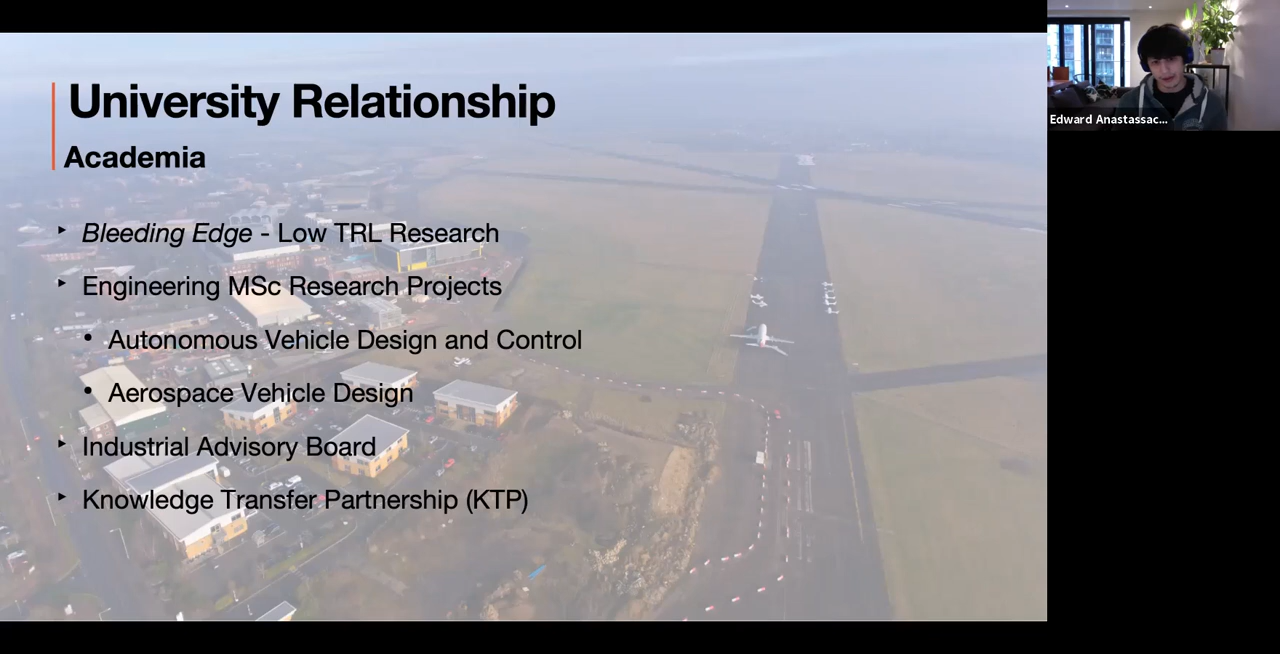 University Relationship
Academia
‣ Bleeding Edge - Low TRL Research
‣ Engineering MSc Research Projects
• Autonomous Vehicle Design and Control
• Aerospace Vehicle Design
‣ Industrial Advisory Board
‣ Knowledge Transfer Partnership (KTP)
Edward Anastassac...